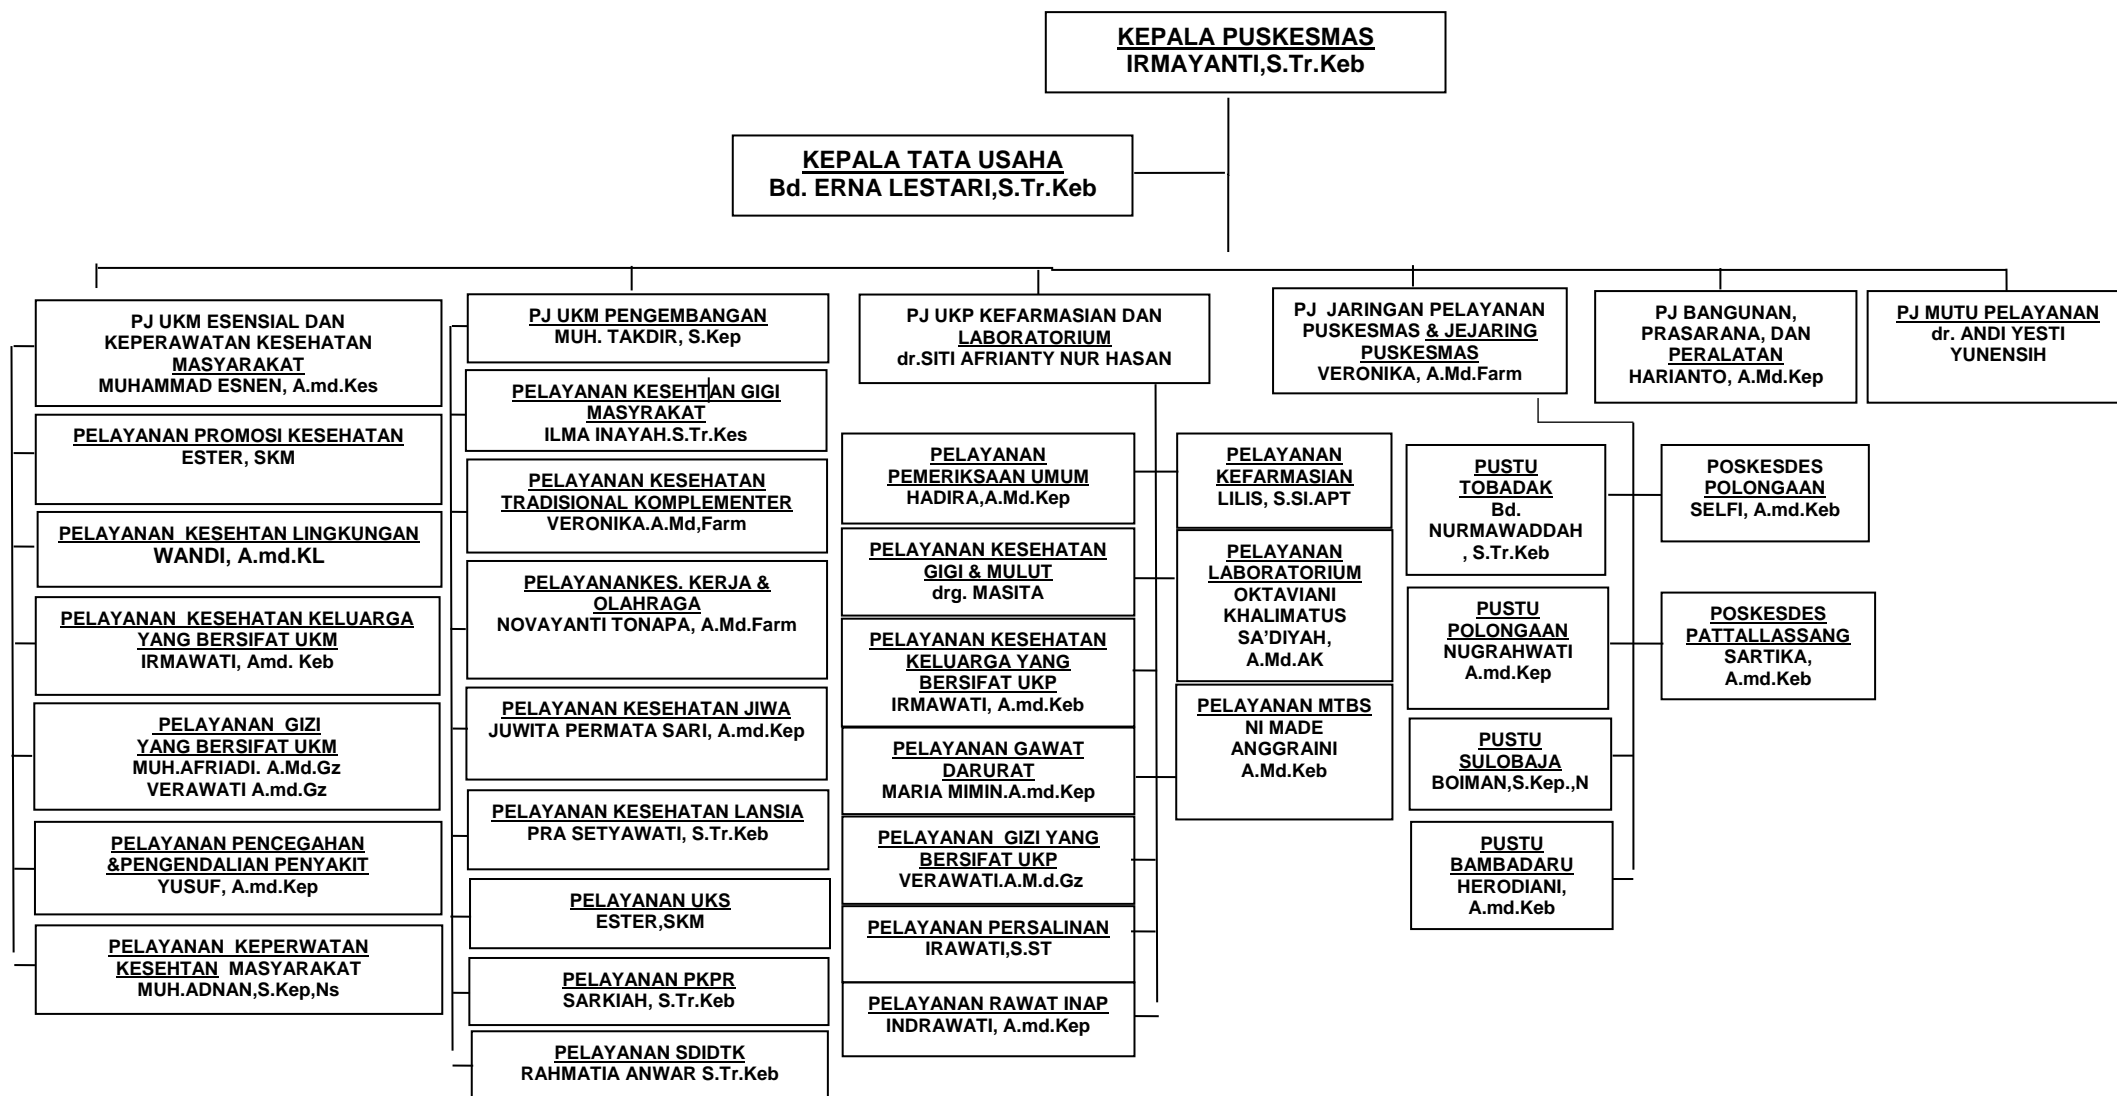 KEPALA PUSKESMAS
IRMAYANTI,S.Tr.Keb
KEPALA TATA USAHA
Bd. ERNA LESTARI,S.Tr.Keb
PJ UKM ESENSIAL DAN
KEPERAWATAN KESEHATAN
MASYARAKAT
MUHAMMAD ESNEN, A.md.Kes
PELAYANAN PROMOSI KESEHATAN
ESTER, SKM
PELAYANAN  KESEHTAN LINGKUNGAN
WANDI, A.md.KL
PELAYANAN  KESEHATAN KELUARGA
YANG BERSIFAT UKM
IRMAWATI, Amd. Keb
PELAYANAN  GIZI
YANG BERSIFAT UKM
MUH.AFRIADI. A.Md.Gz
VERAWATI A.md.Gz
PELAYANAN PENCEGAHAN
&PENGENDALIAN PENYAKIT
YUSUF, A.md.Kep
PELAYANAN  KEPERWATAN
KESEHTAN  MASYARAKAT
MUH.ADNAN,S.Kep,Ns
PJ UKM PENGEMBANGAN
MUH. TAKDIR, S.Kep
PELAYANAN KESEHTAN GIGI
MASYRAKAT
ILMA INAYAH.S.Tr.Kes
PELAYANAN KESEHATAN
TRADISIONAL KOMPLEMENTER
VERONIKA.A.Md,Farm
PELAYANANKES. KERJA &
OLAHRAGA
NOVAYANTI TONAPA, A.Md.Farm
PELAYANAN KESEHATAN JIWA
JUWITA PERMATA SARI, A.md.Kep
PELAYANAN KESEHATAN LANSIA
PRA SETYAWATI, S.Tr.Keb
PELAYANAN UKS
ESTER,SKM
PELAYANAN PKPR
SARKIAH, S.Tr.Keb
PELAYANAN SDIDTK
RAHMATIA ANWAR S.Tr.Keb
PJ UKP KEFARMASIAN DAN
LABORATORIUM
dr.SITI AFRIANTY NUR HASAN
PELAYANAN
PEMERIKSAAN UMUM
HADIRA,A.Md.Kep
PELAYANAN KESEHATAN
GIGI & MULUT
drg. MASITA
PELAYANAN KESEHATAN
KELUARGA YANG
BERSIFAT UKP
IRMAWATI, A.md.Keb
PELAYANAN GAWAT
DARURAT
MARIA MIMIN.A.md.Kep
PELAYANAN  GIZI YANG
BERSIFAT UKP
VERAWATI.A.M.d.Gz
PELAYANAN PERSALINAN
IRAWATI,S.ST
PELAYANAN RAWAT INAP
INDRAWATI, A.md.Kep
PELAYANAN
KEFARMASIAN
LILIS, S.SI.APT
PELAYANAN
LABORATORIUM
OKTAVIANI
KHALIMATUS
SA’DIYAH,
A.Md.AK
PELAYANAN MTBS
NI MADE
ANGGRAINI
A.Md.Keb
PJ  JARINGAN PELAYANAN
PUSKESMAS & JEJARING
PUSKESMAS
VERONIKA, A.Md.Farm
PUSTU
TOBADAK
Bd.
NURMAWADDAH
, S.Tr.Keb
PUSTU
POLONGAAN
NUGRAHWATI
A.md.Kep
PUSTU
SULOBAJA
BOIMAN,S.Kep.,N
PUSTU
BAMBADARU
HERODIANI,
A.md.Keb
POSKESDES
POLONGAAN
SELFI, A.md.Keb
POSKESDES
PATTALLASSANG
SARTIKA,
A.md.Keb
PJ BANGUNAN,
PRASARANA, DAN
PERALATAN
HARIANTO, A.Md.Kep
PJ MUTU PELAYANAN
dr. ANDI YESTI
YUNENSIH